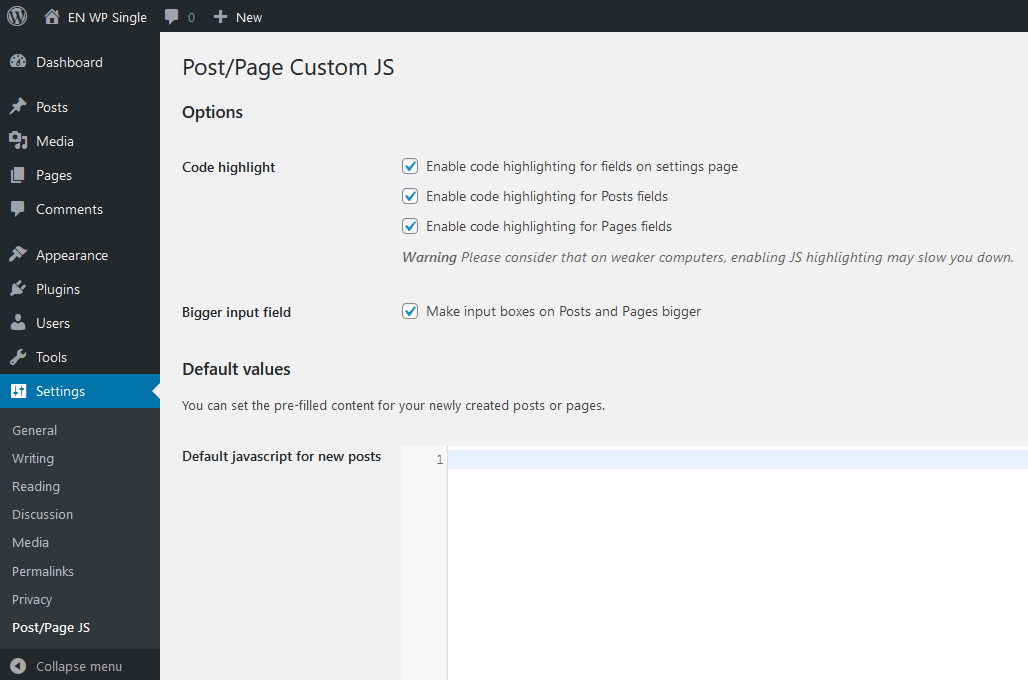 EN WP Single 0 New
Dashboard
Posts
Media
Pages
Comments
Appearance
Plugins
Users
Tools
Settings
General
Writing
Reading
Discussion
Media
Permalinks
Privacy
Post/Page JS
Collapse menu
Post/Page Custom JS
Options
Code highlight
Enable code highlighting for fields on settings page
Enable code highlighting for Posts fields
Enable code highlighting for Pages fields
Warning Please consider that on weaker computers, enabling JS highlighting may slow you down.
Bigger input field
Make input boxes on Posts and Pages bigger
Default values
You can set the pre-filled content for your newly created posts or pages.
Default javascript for new posts
1